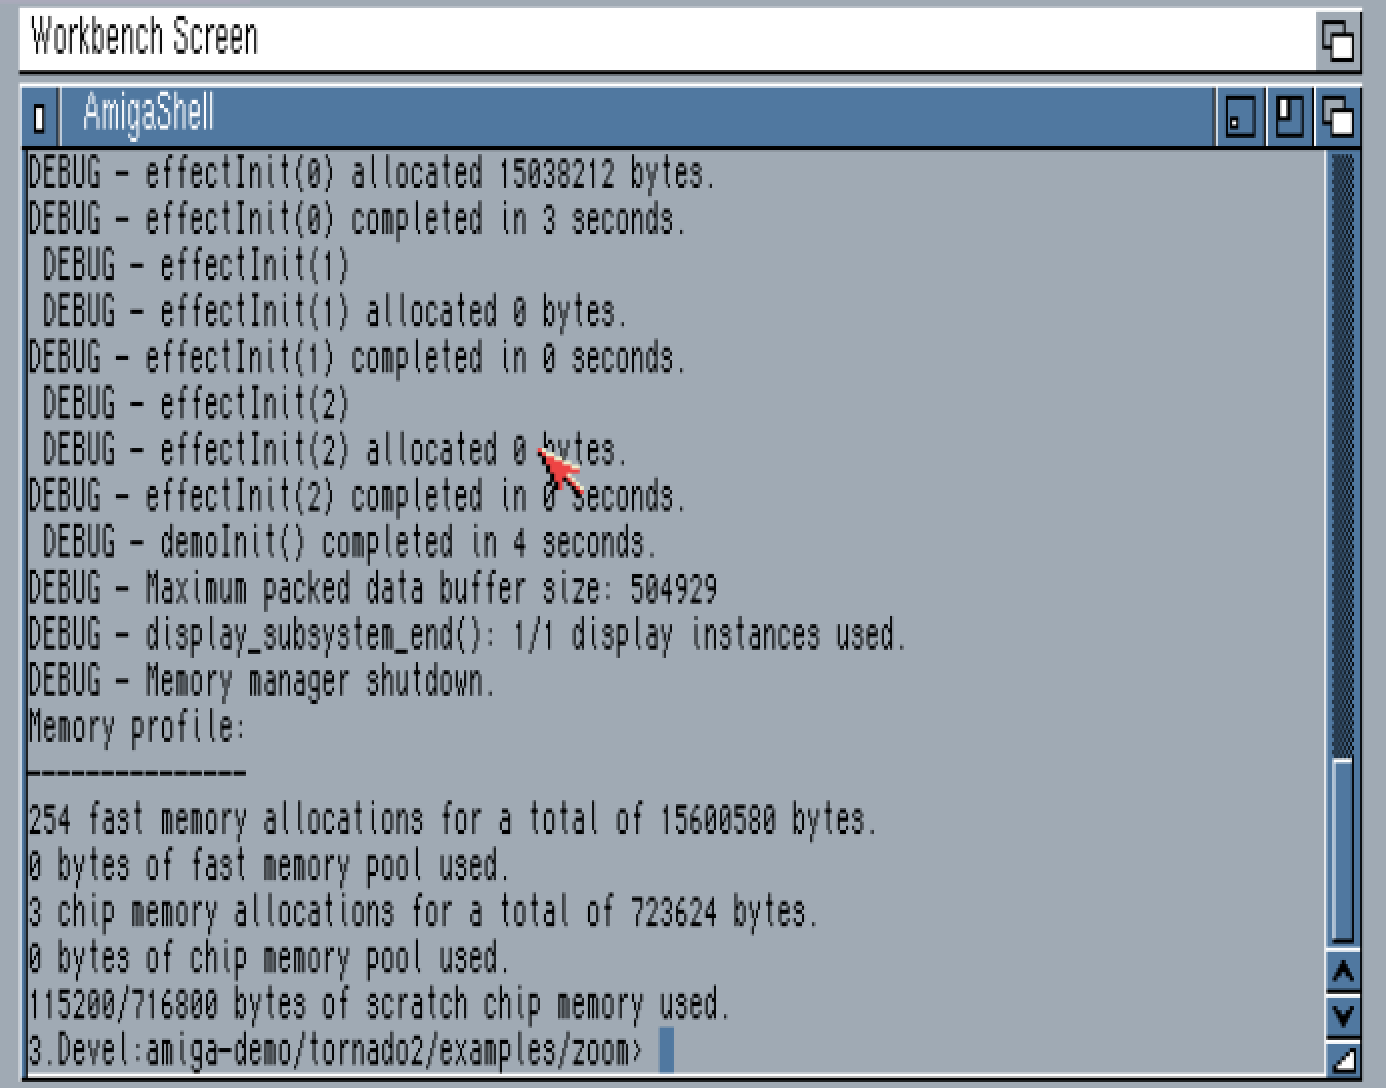 Workbench Screen
AmigaShell
DEBUG - effectInit(0) allocated 15038212 bytes.
DEBUG - effectInit(0) completed in 3 seconds.
DEBUG - effectInit(1)
DEBUG - effectInit(1) allocated 0 bytes.
DEBUG - effectInit(1) completed in 0 seconds.
DEBUG - effectInit(2)
DEBUG - effectInit(2) allocated 0 bytes.
DEBUG - effectInit(2) completed in 0 seconds.
DEBUG - demoInit() completed in 4 seconds.
DEBUG - Maximum packed data buffer size: 504929
DEBUG - display_subsystem_end(): 1/1 display instances used.
DEBUG - Memory manager shutdown.
Memory profile:
---------------
254 fast memory allocations for a total of 15600580 bytes.
0 bytes of fast memory pool used.
3 chip memory allocations for a total of 723624 bytes.
0 bytes of chip memory pool used.
115200/716800 bytes of scratch chip memory used.
3.Devel:amiga-demo/tornado2/examples/zoom>